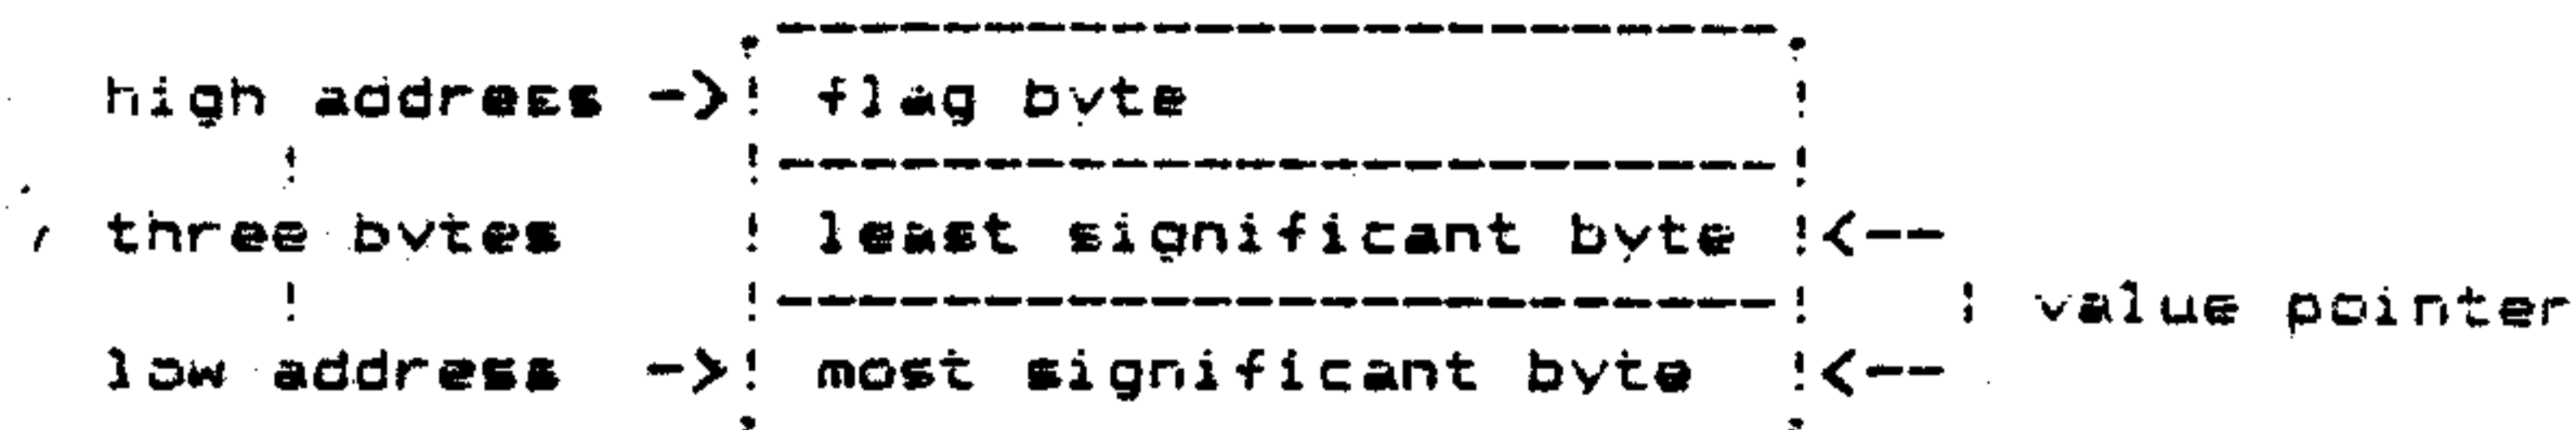 high address -> flag byte
three bytes least significant byte <--
value pointer
low address -> most significant byte <--